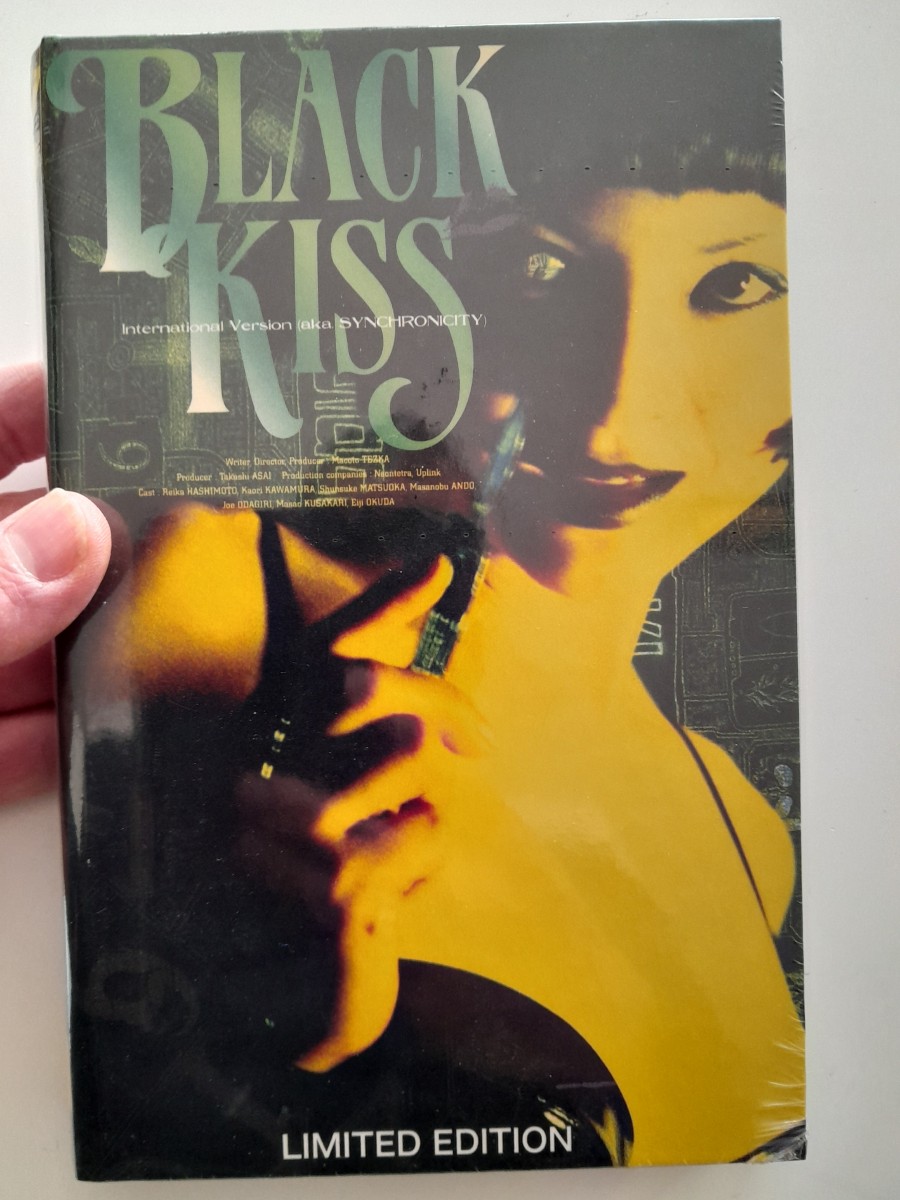 BLACK
KISS
International Version (aka. SYNCHRONICITY)
Writer, Director, Producer : Macoto TEZKA
Producer : Takashi ASAI Production companies : Neontetra, Uplink
Cast : Reika HASHIMOTO, Kaori KAWAMURA, Shunsuke MATSUOKA, Masanobu ANDO,
Joe ODAGIRI, Masao KUSAKARI, Eiji OKUDA
LIMITED EDITION